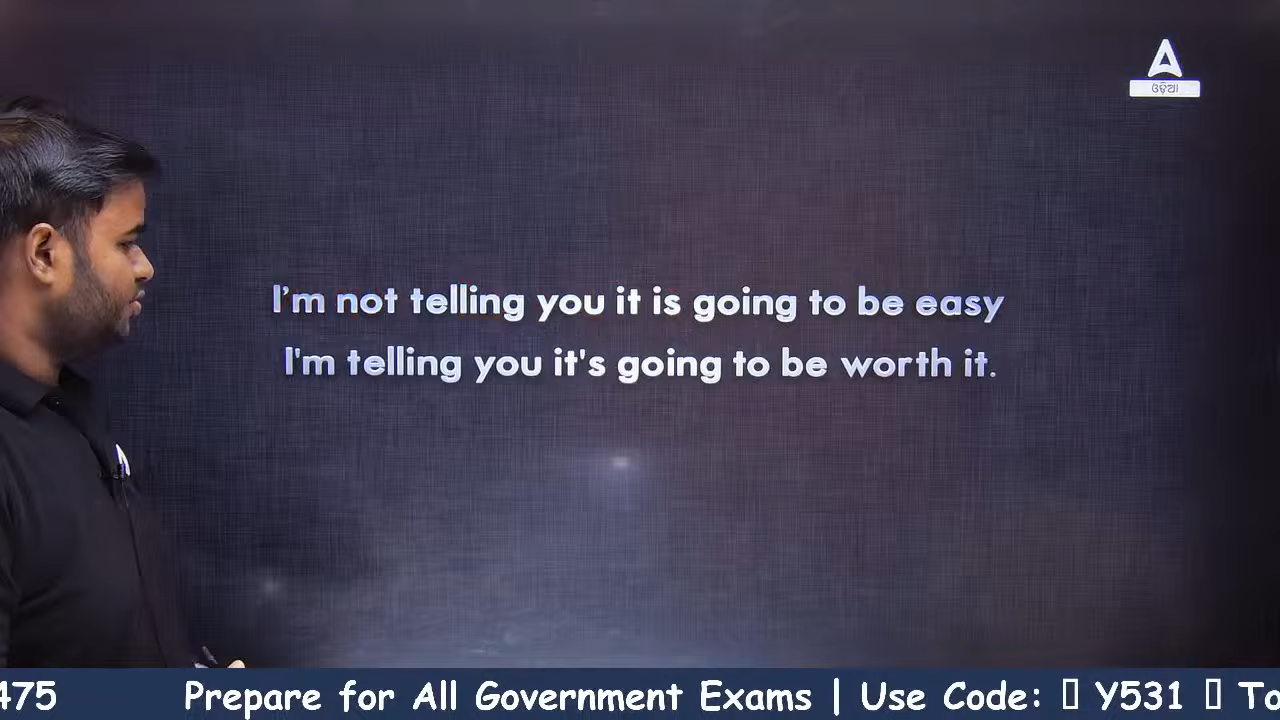 ଓଡ଼ିଆ
I’m not telling you it is going to be easy
I'm telling you it's going to be worth it.
475 Prepare for All Government Exams | Use Code: Y531 To